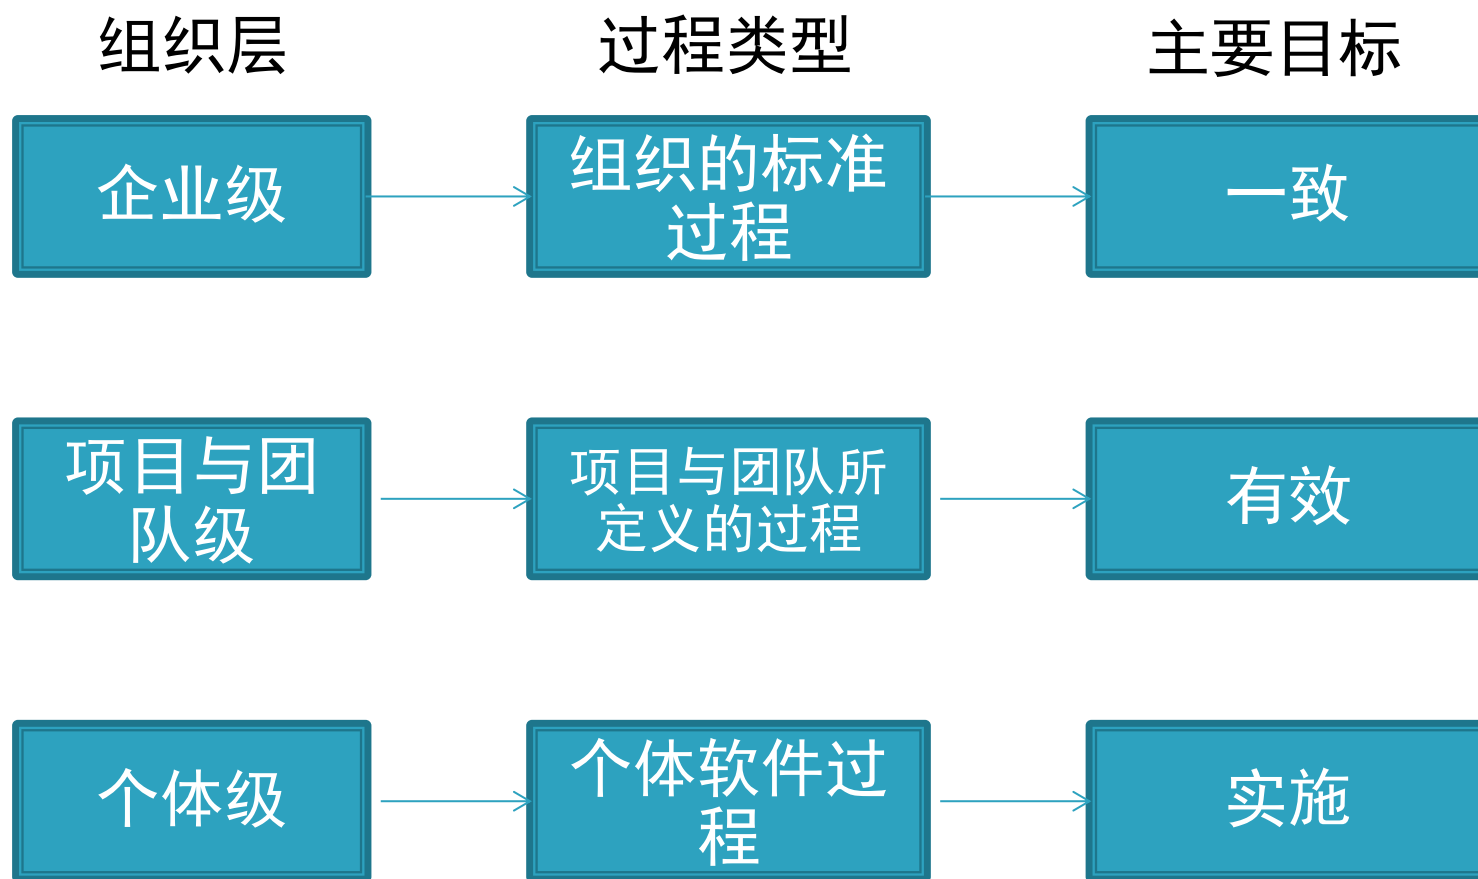 组织层
过程类型
主要目标
企业级
组织的标准
过程
一致
项目与团
队级
项目与团队所
定义的过程
有效
个体级
个体软件过
程
实施